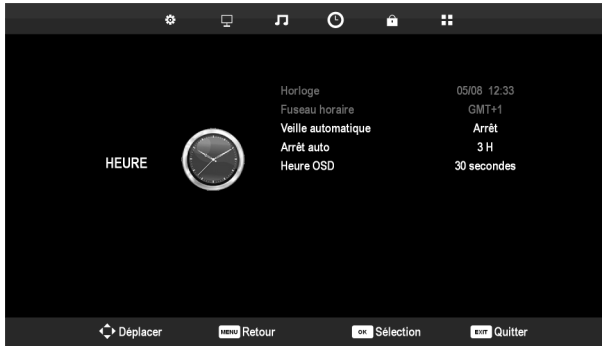 Horloge 05/08 12:33
Fuseau horaire GMT+1
Veille automatique Arrêt
Arrêt auto 3 H
HEURE
Heure OSD 30 secondes
Déplacer MENU Retour OK Sélection EXIT Quitter